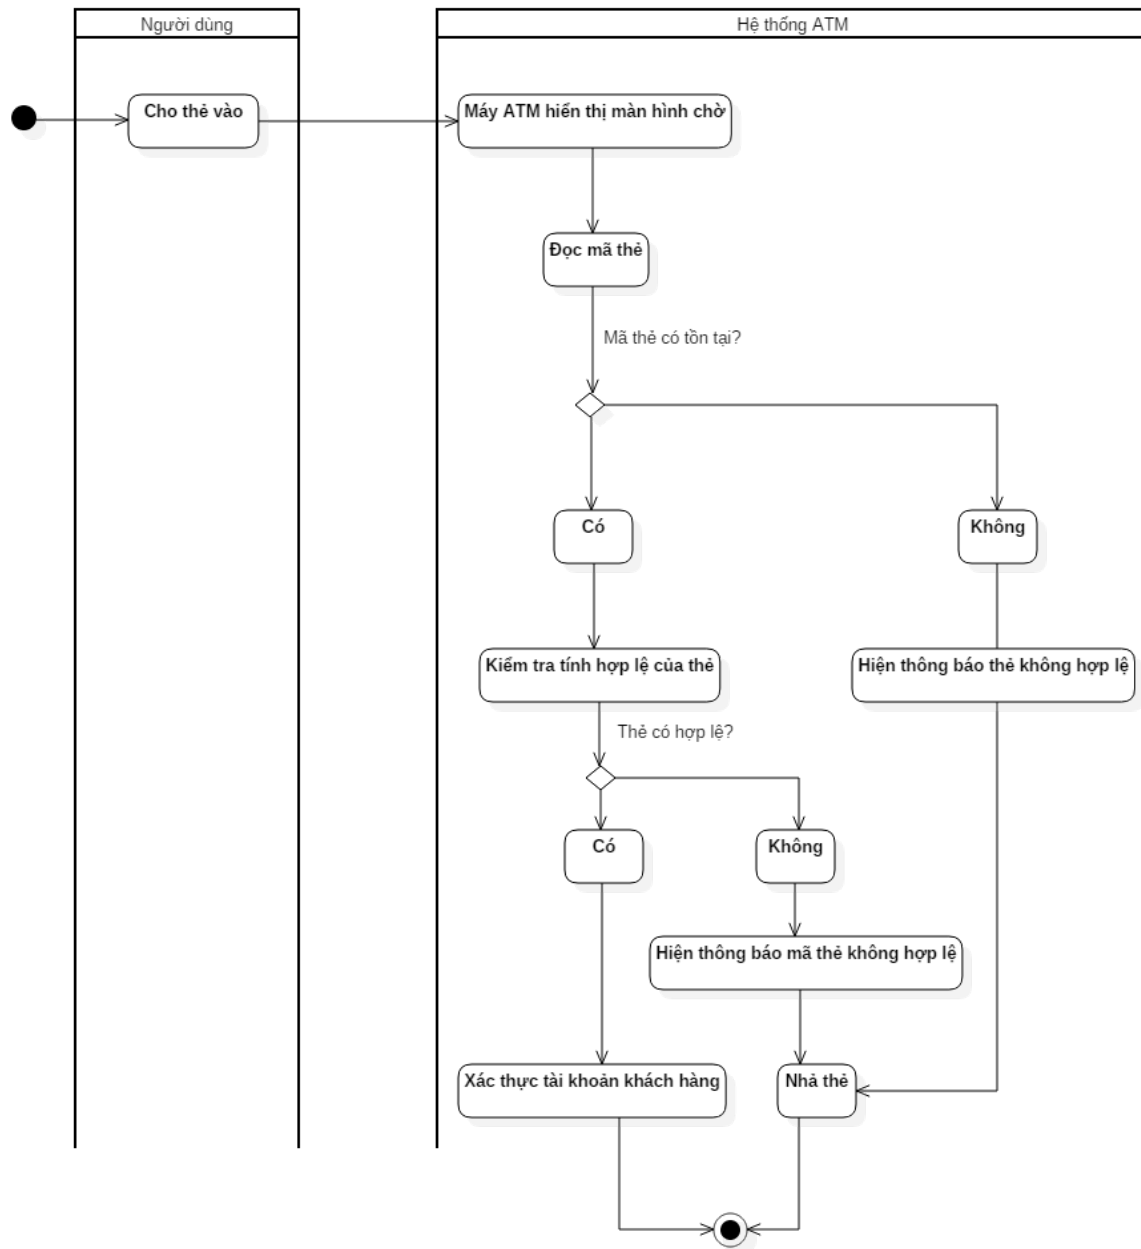 Người dùng
Hệ thống ATM
Cho thẻ vào
Máy ATM hiển thị màn hình chờ
Đọc mã thẻ
Mã thẻ có tồn tại?
Có
Không
Kiểm tra tính hợp lệ của thẻ
Hiện thông báo thẻ không hợp lệ
Thẻ có hợp lệ?
Có
Không
Hiện thông báo mã thẻ không hợp lệ
Xác thực tài khoản khách hàng
Nhả thẻ